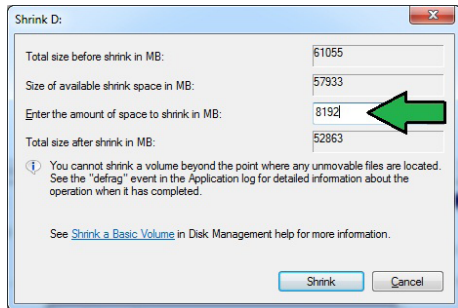 Shrink D:
Total size before shrink in MB: 61055
Size of available shrink space in MB: 57933
Enter the amount of space to shrink in MB: 8192
Total size after shrink in MB: 52863
You cannot shrink a volume beyond the point where any unmovable files are located.
See the "defrag" event in the Application log for detailed information about the
operation when it has completed.
See Shrink a Basic Volume in Disk Management help for more information.
Shrink Cancel